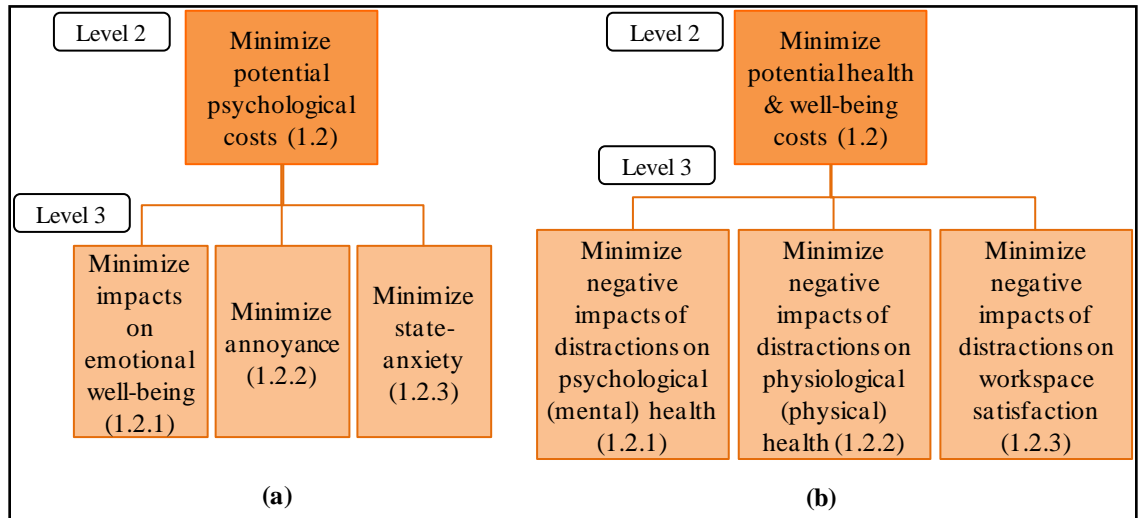 Level 2
Minimize
potential
psychological
costs (1.2)
Level 3
Minimize
impacts
on
emotional
well-being
(1.2.1)
Minimize
annoyance
(1.2.2)
Minimize
state-
anxiety
(1.2.3)
(a)
Level 2
Minimize
potential health
& well-being
costs (1.2)
Level 3
Minimize
negative
impacts of
distractions on
psychological
(mental) health
(1.2.1)
Minimize
negative
impacts of
distractions on
physiological
(physical)
health (1.2.2)
Minimize
negative
impacts of
distractions on
workspace
satisfaction
(1.2.3)
(b)